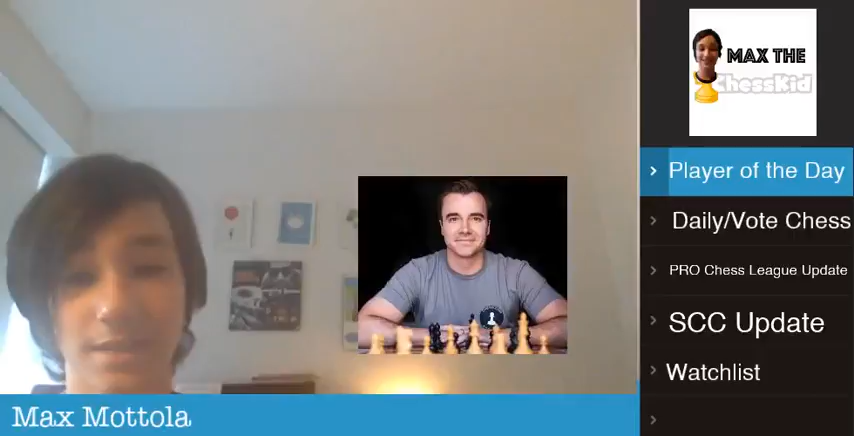 MAX THE
ChessKid
Player of the Day
Daily/Vote Chess
PRO Chess League Update
SCC Update
Watchlist
Max Mottola